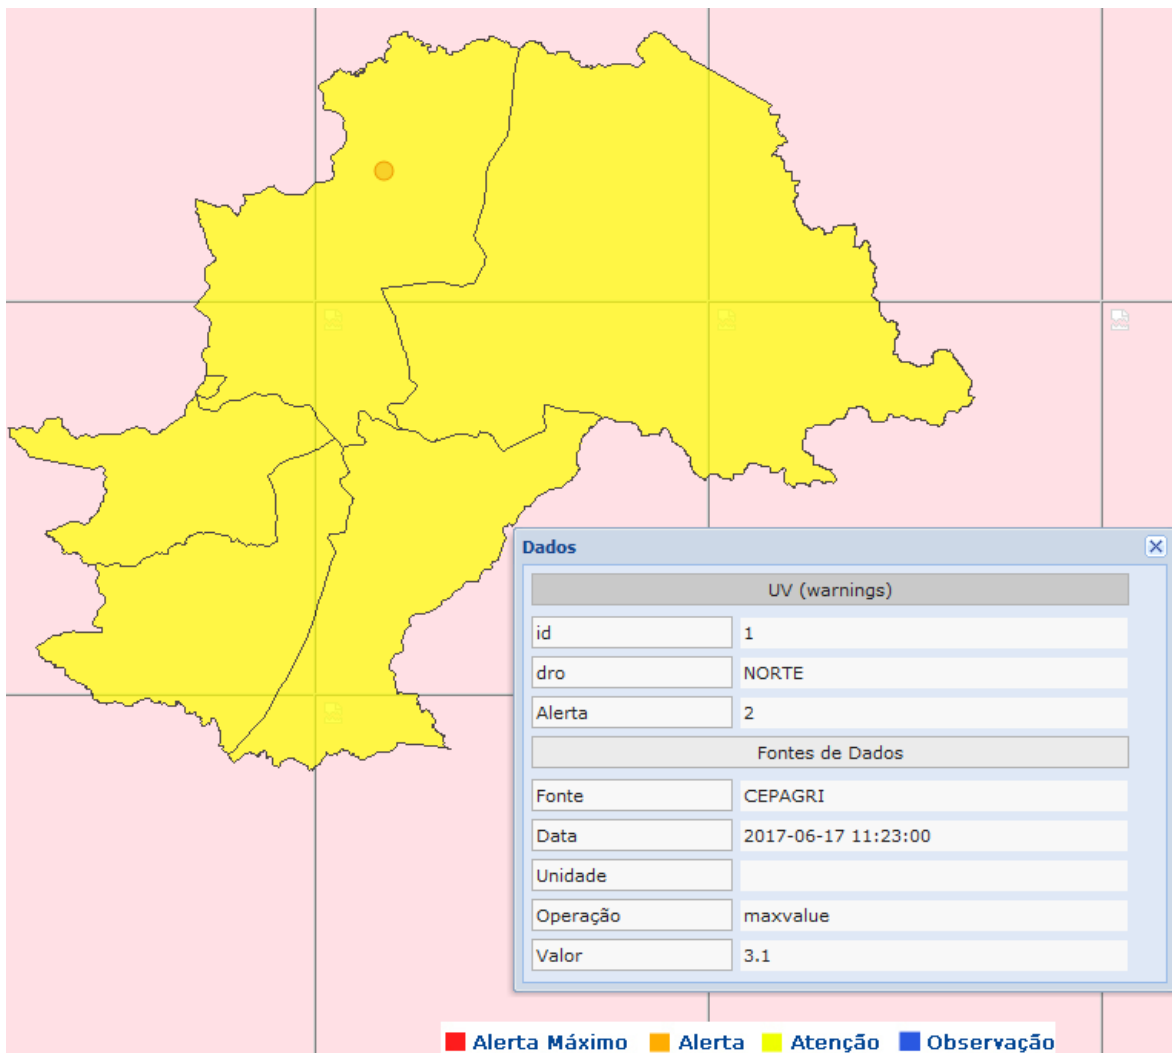 Dados
UV (warnings)
id 1
dro NORTE
Alerta 2
Fontes de Dados
Fonte CEPAGRI
Data 2017-06-17 11:23:00
Unidade
Operação maxvalue
Valor 3.1
Alerta Máximo Alerta Atenção Observação